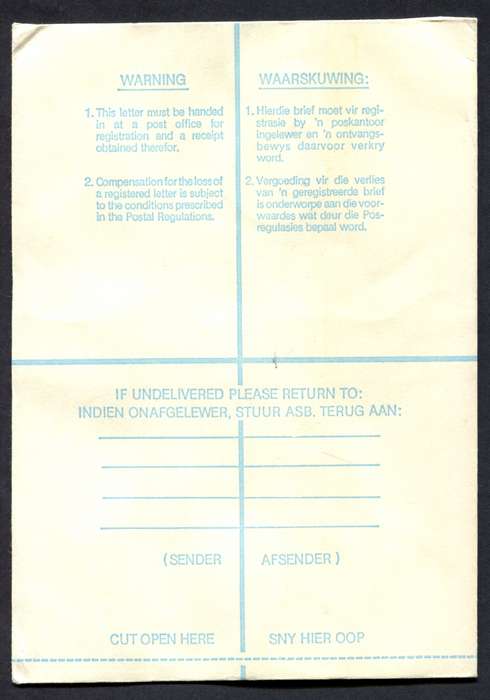 WARNING
1. This letter must be handed
in at a post office for
registration and a receipt
obtained therefor.
2. Compensation for the loss of
a registered letter is subject
to the conditions prescribed
in the Postal Regulations.
WAARSKUWING:
1. Hierdie brief moet vir regi-
strasie by 'n poskantoor
ingelewer en 'n ontvangs-
bewys daarvoor verkry
word.
2. Vergoeding vir die verlies
van 'n geregistreerde brief
is onderworpe aan die voor-
waardes wat deur die Pos-
regulasies bepaal word.
IF UNDELIVERED PLEASE RETURN TO:
INDIEN ONAFGELEWER, STUUR ASB. TERUG AAN:
(SENDER AFSENDER)
CUT OPEN HERE SNY HIER OOP